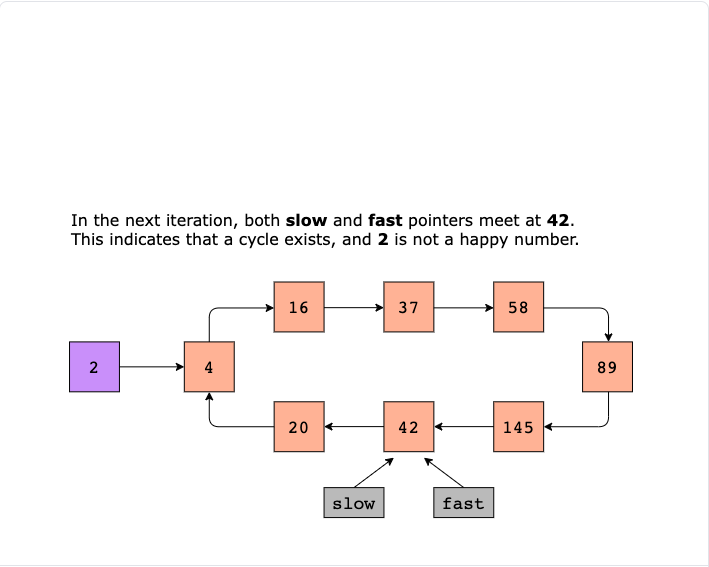 In the next iteration, both slow and fast pointers meet at 42.
This indicates that a cycle exists, and 2 is not a happy number.
16 37 58
2 4 89
20 42 145
slow fast